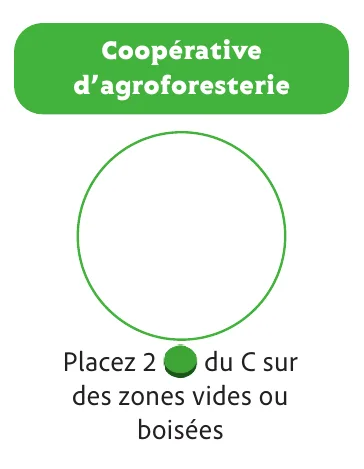 Coopérative
d’agroforesterie
Placez 2 du C sur
des zones vides ou
boisées